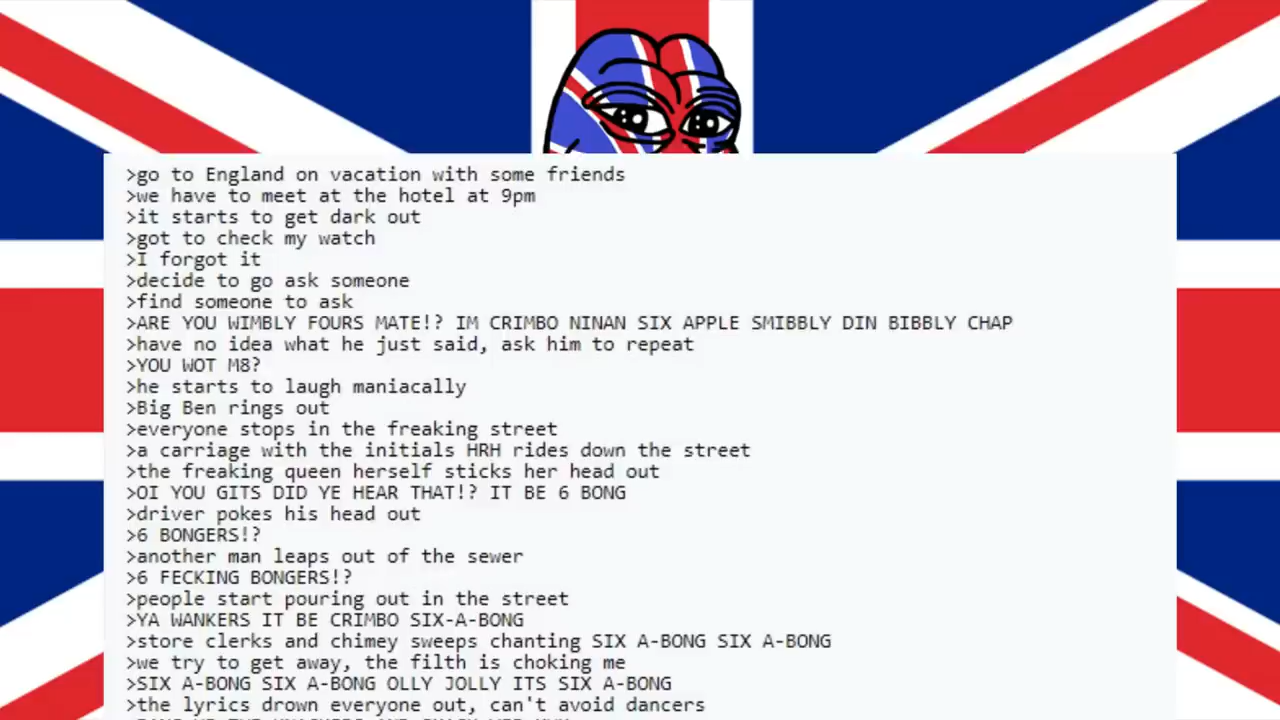 >go to England on vacation with some friends
>we have to meet at the hotel at 9pm
>it starts to get dark out
>got to check my watch
>I forgot it
>decide to go ask someone
>find someone to ask
>ARE YOU WIMBLY FOURS MATE!? IM CRIMBO NINAN SIX APPLE SMIBBLY DIN BIBBLY CHAP
>have no idea what he just said, ask him to repeat
>YOU WOT M8?
>he starts to laugh maniacally
>Big Ben rings out
>everyone stops in the freaking street
>a carriage with the initials HRH rides down the street
>the freaking queen herself sticks her head out
>OI YOU GITS DID YE HEAR THAT!? IT BE 6 BONG
>driver pokes his head out
>6 BONGERS!?
>another man leaps out of the sewer
>6 FECKING BONGERS!?
>people start pouring out in the street
>YA WANKERS IT BE CRIMBO SIX-A-BONG
>store clerks and chimey sweeps chanting SIX A-BONG SIX A-BONG
>we try to get away, the filth is choking me
>SIX A-BONG SIX A-BONG OLLY JOLLY ITS SIX A-BONG
>the lyrics drown everyone out, can't avoid dancers